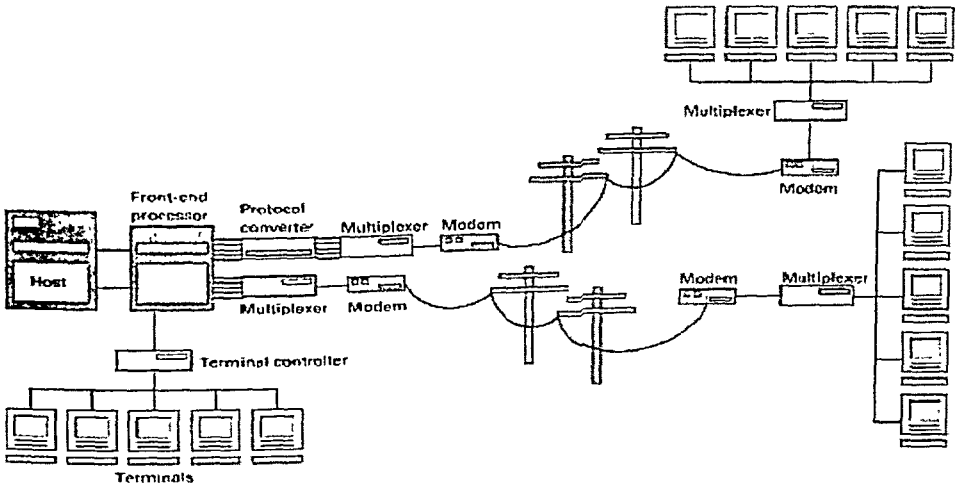 Multiplexer
Modem
Front-end
processor
Protocol
converter
Multiplexer
Modem
Host
Multiplexer
Modem
Modem
Multiplexer
Terminal controller
Terminals